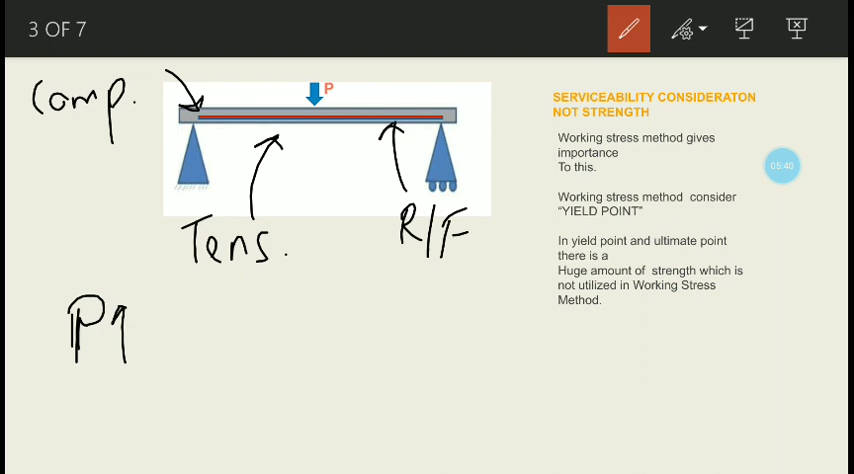 3 OF 7
Comp.
P
Tens.
R/F
P↑
SERVICEABILITY CONSIDERATON
NOT STRENGTH
Working stress method gives
importance
To this.
05:40
Working stress method consider
“YIELD POINT”
In yield point and ultimate point
there is a
Huge amount of strength which is
not utilized in Working Stress
Method.